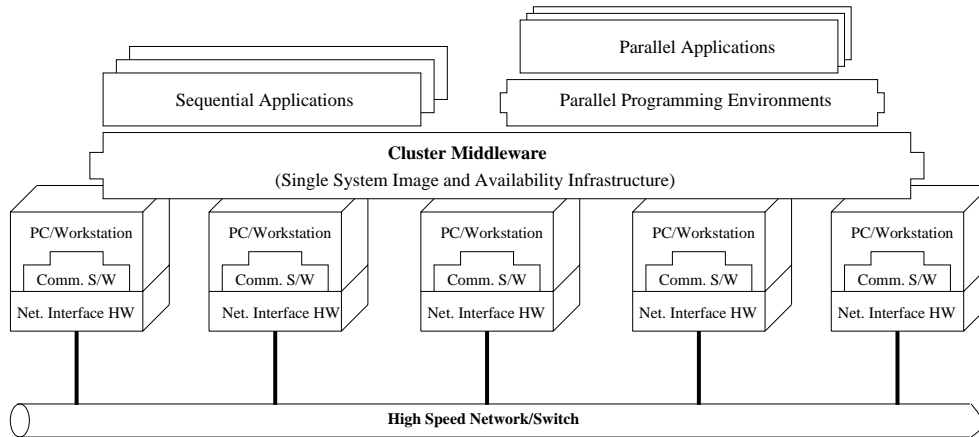 Parallel Applications
Sequential Applications
Parallel Programming Environments
Cluster Middleware
(Single System Image and Availability Infrastructure)
PC/Workstation
Comm. S/W
Net. Interface HW
PC/Workstation
Comm. S/W
Net. Interface HW
PC/Workstation
Comm. S/W
Net. Interface HW
PC/Workstation
Comm. S/W
Net. Interface HW
PC/Workstation
Comm. S/W
Net. Interface HW
High Speed Network/Switch